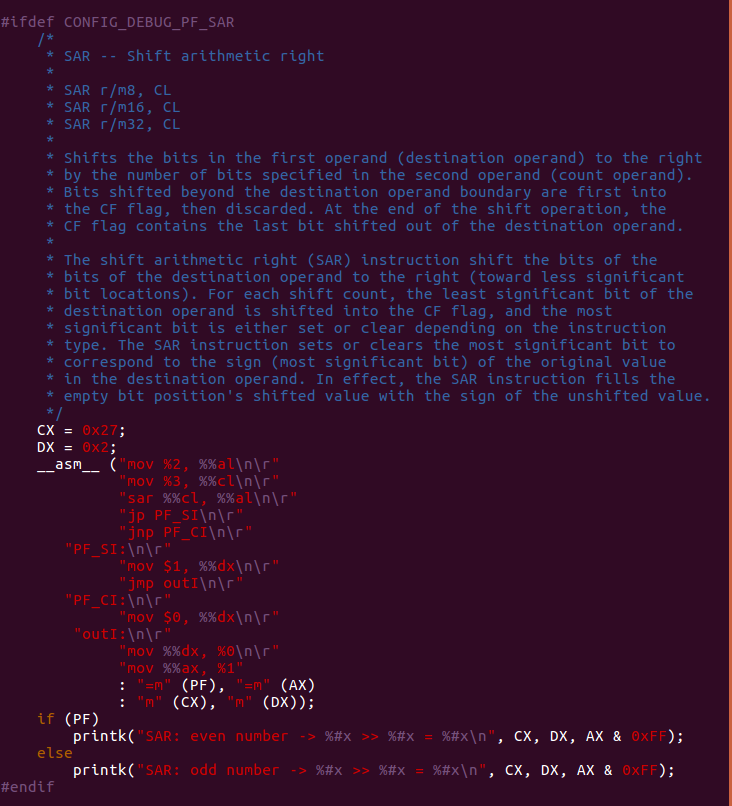 #ifdef CONFIG_DEBUG_PF_SAR
    /*
     * SAR -- Shift arithmetic right
     *
     * SAR r/m8, CL
     * SAR r/m16, CL
     * SAR r/m32, CL
     *
     * Shifts the bits in the first operand (destination operand) to the right
     * by the number of bits specified in the second operand (count operand).
     * Bits shifted beyond the destination operand boundary are first into
     * the CF flag, then discarded. At the end of the shift operation, the
     * CF flag contains the last bit shifted out of the destination operand.
     *
     * The shift arithmetic right (SAR) instruction shift the bits of the
     * bits of the destination operand to the right (toward less significant
     * bit locations). For each shift count, the least significant bit of the
     * destination operand is shifted into the CF flag, and the most
     * significant bit is either set or clear depending on the instruction
     * type. The SAR instruction sets or clears the most significant bit to
     * correspond to the sign (most significant bit) of the original value
     * in the destination operand. In effect, the SAR instruction fills the
     * empty bit position's shifted value with the sign of the unshifted value.
     */
    CX = 0x27;
    DX = 0x2;
    __asm__ ("mov %2, %%al\n\r"
             "mov %3, %%cl\n\r"
             "sar %%cl, %%al\n\r"
             "jp PF_SI\n\r"
             "jnp PF_CI\n\r"
       "PF_SI:\n\r"
             "mov $1, %%dx\n\r"
             "jmp outI\n\r"
       "PF_CI:\n\r"
             "mov $0, %%dx\n\r"
        "outI:\n\r"
             "mov %%dx, %0\n\r"
             "mov %%ax, %1"
             : "=m" (PF), "=m" (AX)
             : "m" (CX), "m" (DX));
    if (PF)
        printk("SAR: even number -> %#x >> %#x = %#x\n", CX, DX, AX & 0xFF);
    else
        printk("SAR: odd number -> %#x >> %#x = %#x\n", CX, DX, AX & 0xFF);
#endif